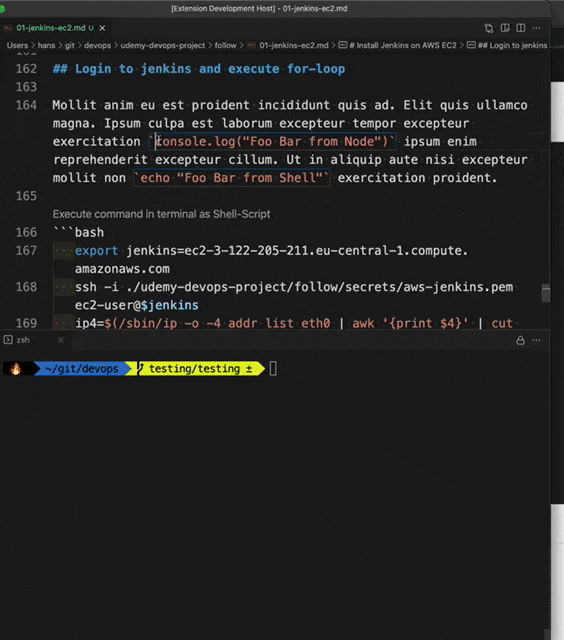 [Extension Development Host] - 01-jenkins-ec2.md
01-jenkins-ec2.md U
Users > hans > git > devops > udemy-devops-project > follow > 01-jenkins-ec2.md > # Install Jenkins on AWS EC2 > ## Login to jenkins
162 ## Login to jenkins and execute for-loop
163
164 Mollit anim eu est proident incididunt quis ad. Elit quis ullamco
magna. Ipsum culpa est laborum excepteur tempor excepteur
exercitation `console.log("Foo Bar from Node")` ipsum enim
reprehenderit excepteur cillum. Ut in aliquip aute nisi excepteur
mollit non `echo "Foo Bar from Shell"` exercitation proident.
165
Execute command in terminal as Shell-Script
166 ```bash
167 export jenkins=ec2-3-122-205-211.eu-central-1.compute.
amazonaws.com
168 ssh -i ./udemy-devops-project/follow/secrets/aws-jenkins.pem
ec2-user@$jenkins
169 ip4=$(/sbin/ip -o -4 addr list eth0 | awk '{print $4}' | cut
zsh
~/git/devops testing/testing ±